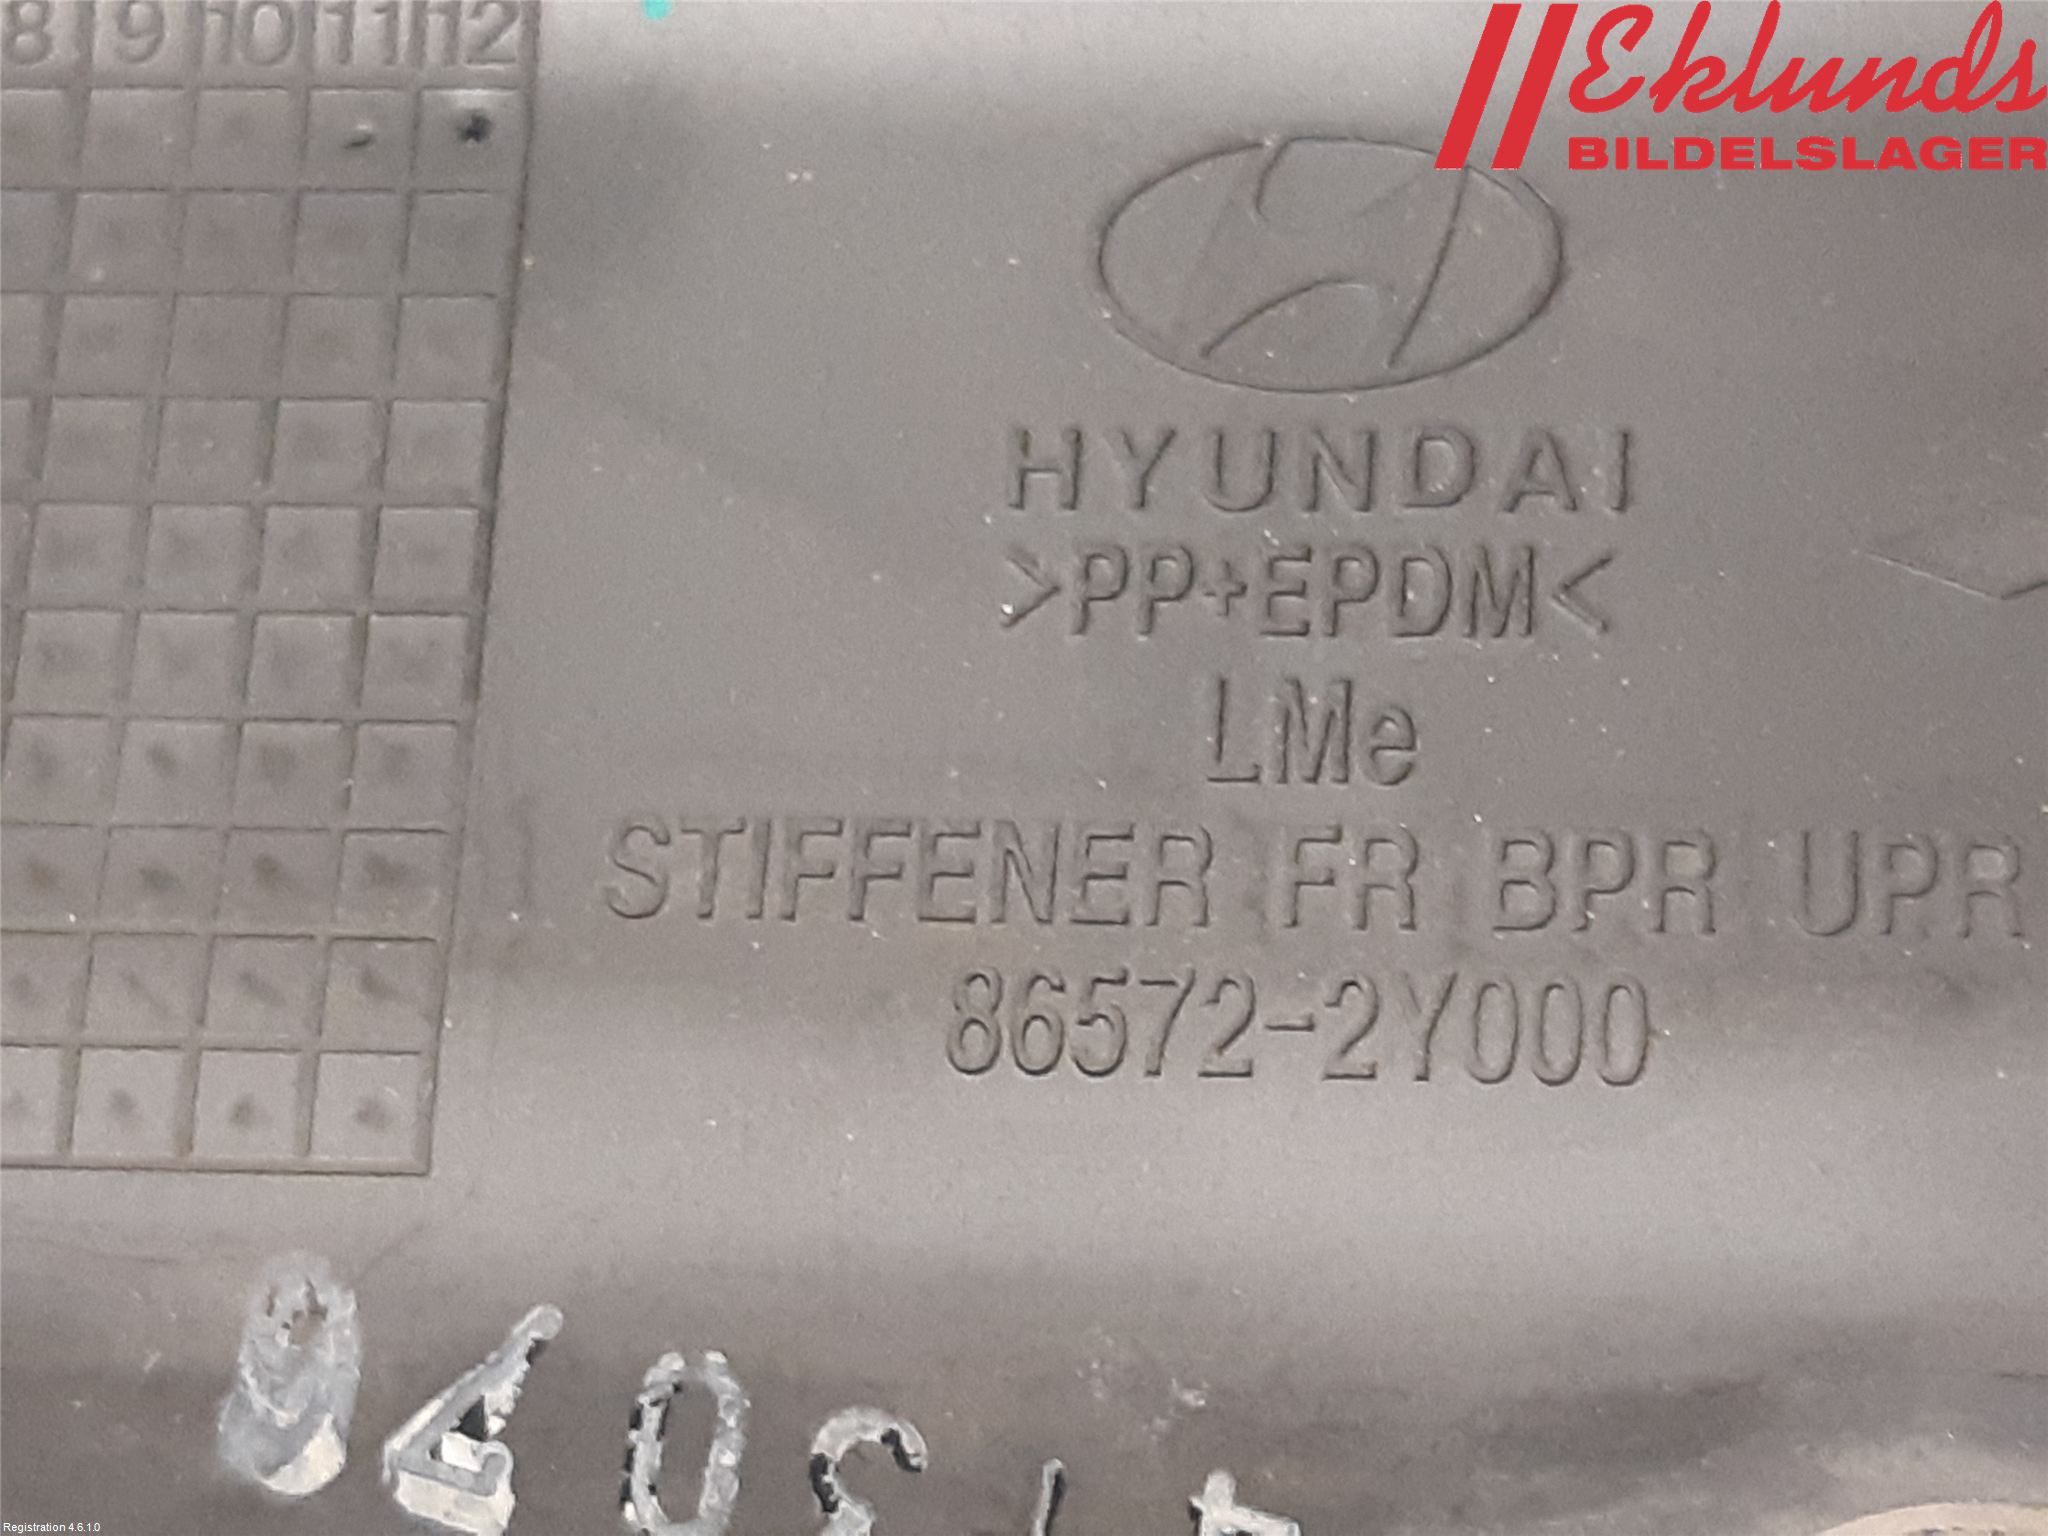 8 9 10 11 12
Eklunds
BILDELSLAGER
HYUNDAI
>PP+EPDM<
LMe
STIFFENER FR BPR UPR
86572-2Y000
Registration 4.6.1.0